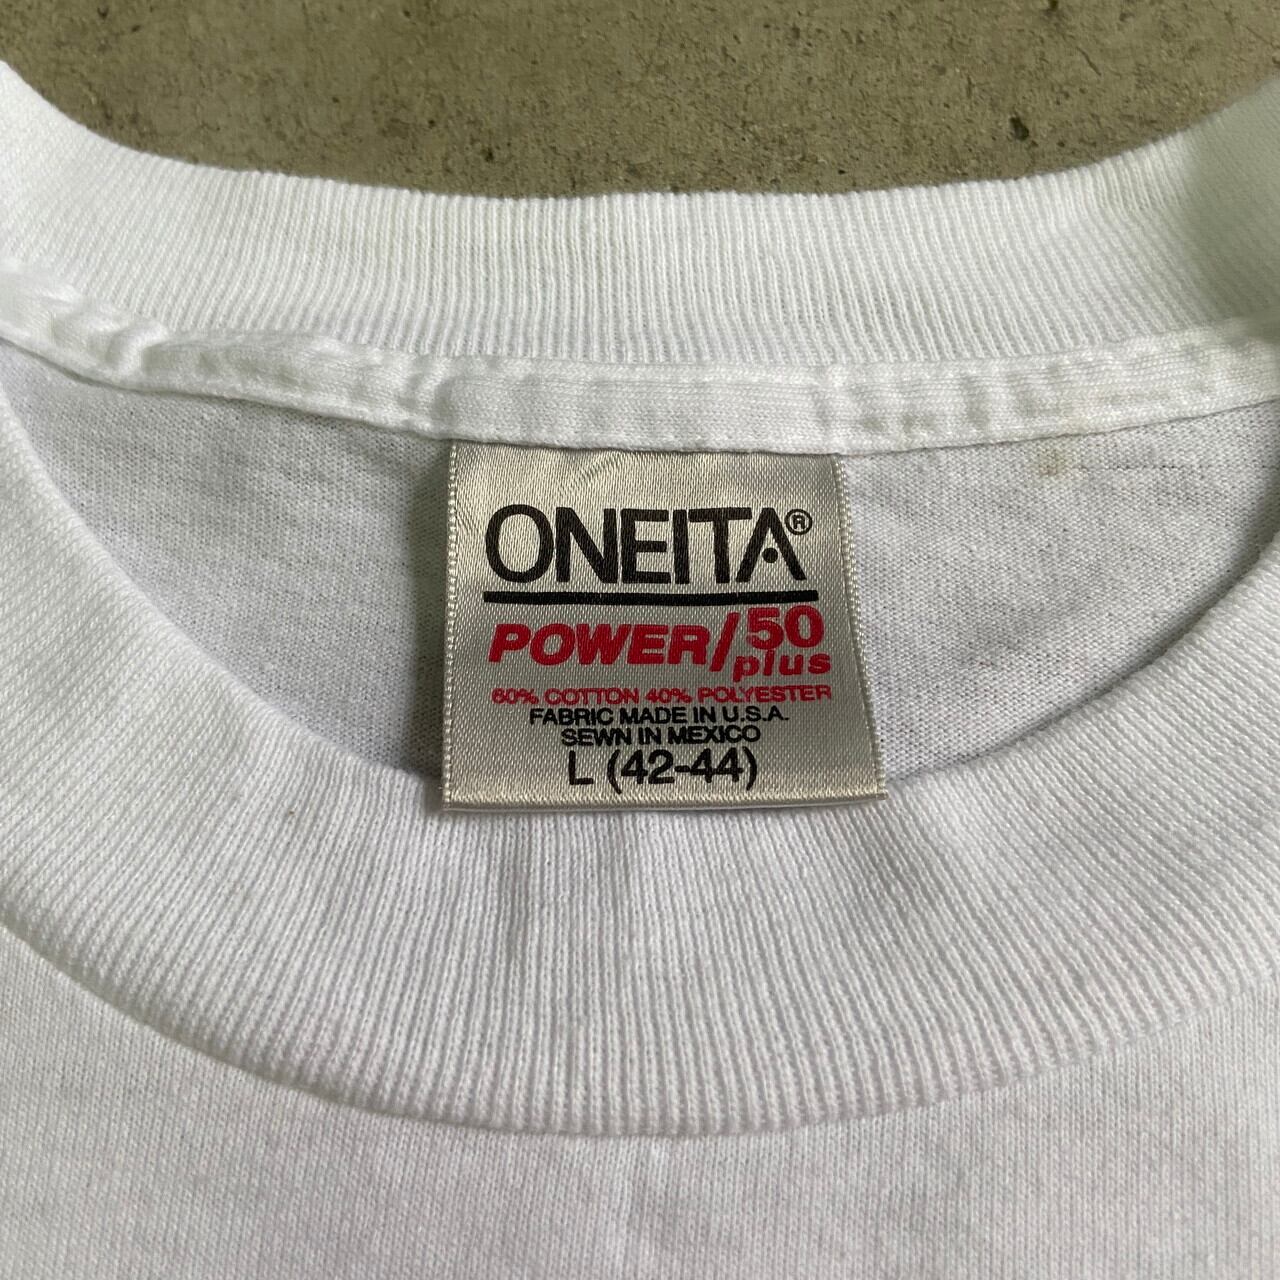 ONEITA®
POWER/50
plus
60% COTTON 40% POLYESTER
FABRIC MADE IN U.S.A.
SEWN IN MEXICO
L (42-44)